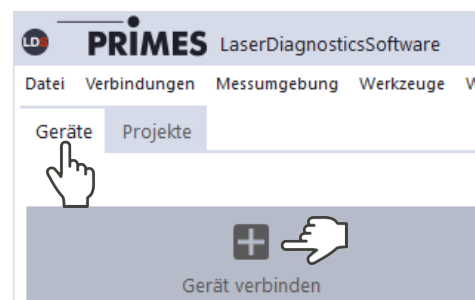 LDS PRIMES LaserDiagnosticsSoftware
Datei Verbindungen Messumgebung Werkzeuge
Geräte Projekte
Gerät verbinden